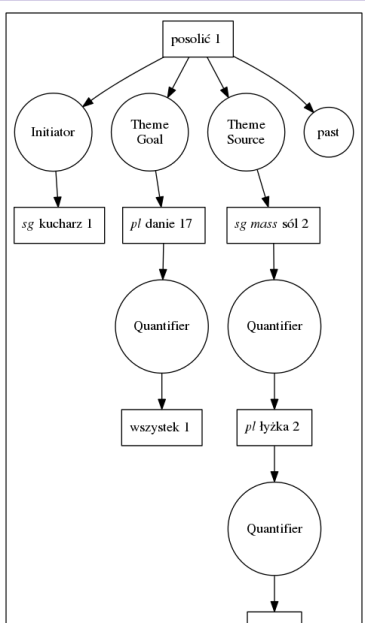 posolić 1
Initiator
Theme
Goal
Theme
Source
past
sg kucharz 1
pl danie 17
sg mass sól 2
Quantifier
Quantifier
wszystek 1
pl łyżka 2
Quantifier